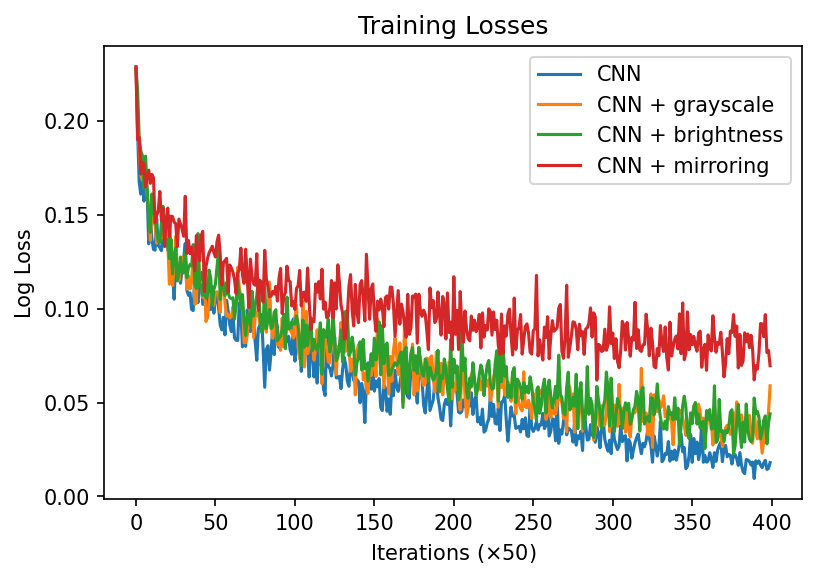 Training Losses
CNN
CNN + grayscale
CNN + brightness
CNN + mirroring
Log Loss
0.20
0.15
0.10
0.05
0.00
0 50 100 150 200 250 300 350 400
Iterations (×50)